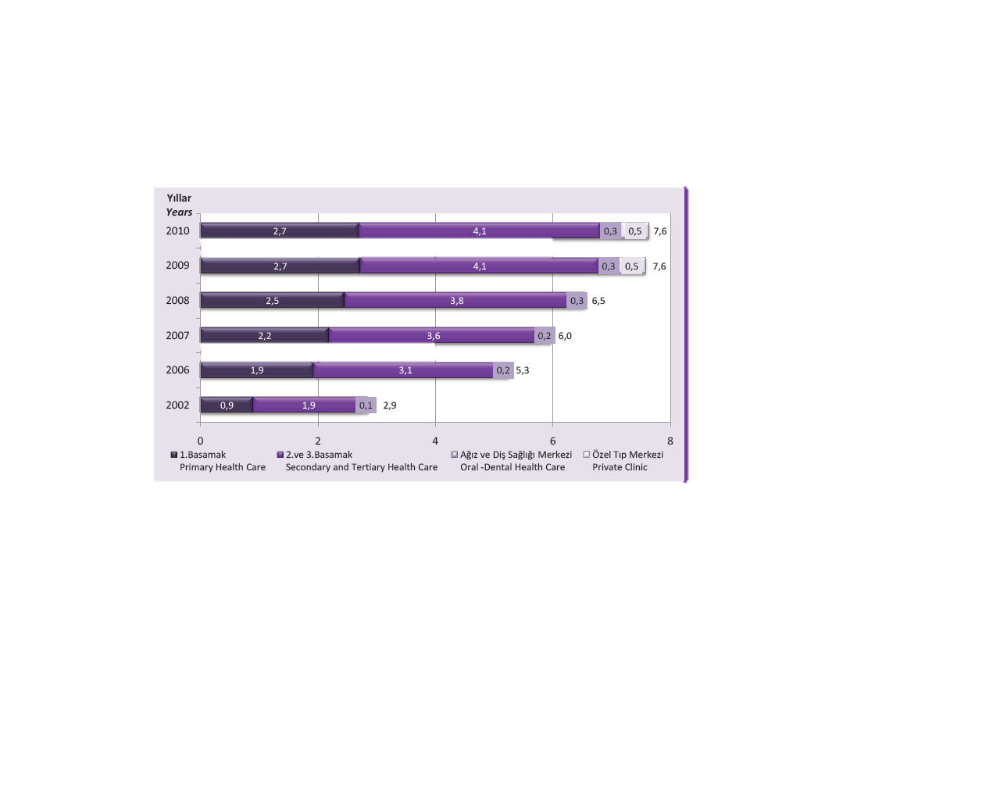 Yıllar
Years
2010 2,7 4,1 0,3 0,5 7,6
2009 2,7 4,1 0,3 0,5 7,6
2008 2,5 3,8 0,3 6,5
2007 2,2 3,6 0,2 6,0
2006 1,9 3,1 0,2 5,3
2002 0,9 1,9 0,1 2,9
0 2 4 6 8
1.Basamak 2.ve 3.Basamak Ağız ve Diş Sağlığı Merkezi Özel Tıp Merkezi
Primary Health Care Secondary and Tertiary Health Care Oral -Dental Health Care Private Clinic